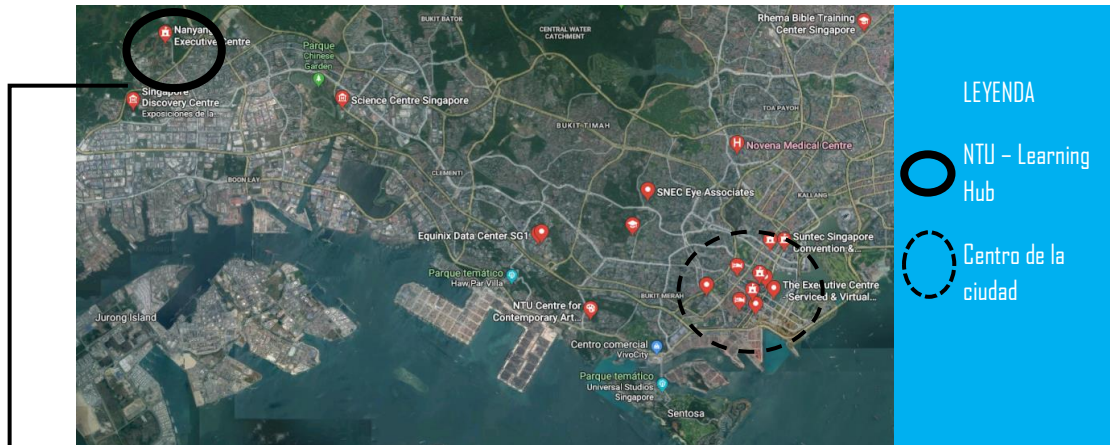 Nanyang
Executive Centre
Singapore
Discovery Centre
Exposiciones de la...
Parque
Chinese
Garden
Science Centre Singapore
BUKIT BATOK
CENTRAL WATER
CATCHMENT
Rhema Bible Training
Center Singapore
TOA PAYOH
BUKIT TIMAH
Novena Medical Centre
CLEMENTI
BOON LAY
KALLANG
SNEC Eye Associates
Equinix Data Center SG1
Suntec Singapore
Convention &...
Parque temático
Haw Par Villa
BUKIT MERAH
The Executive Centre
- Serviced & Virtual...
NTU Centre for
Contemporary Art...
Jurong Island
Centro comercial
VivoCity
Parque temático
Universal Studios
Singapore
Sentosa
LEYENDA
NTU – Learning
Hub
Centro de la
ciudad